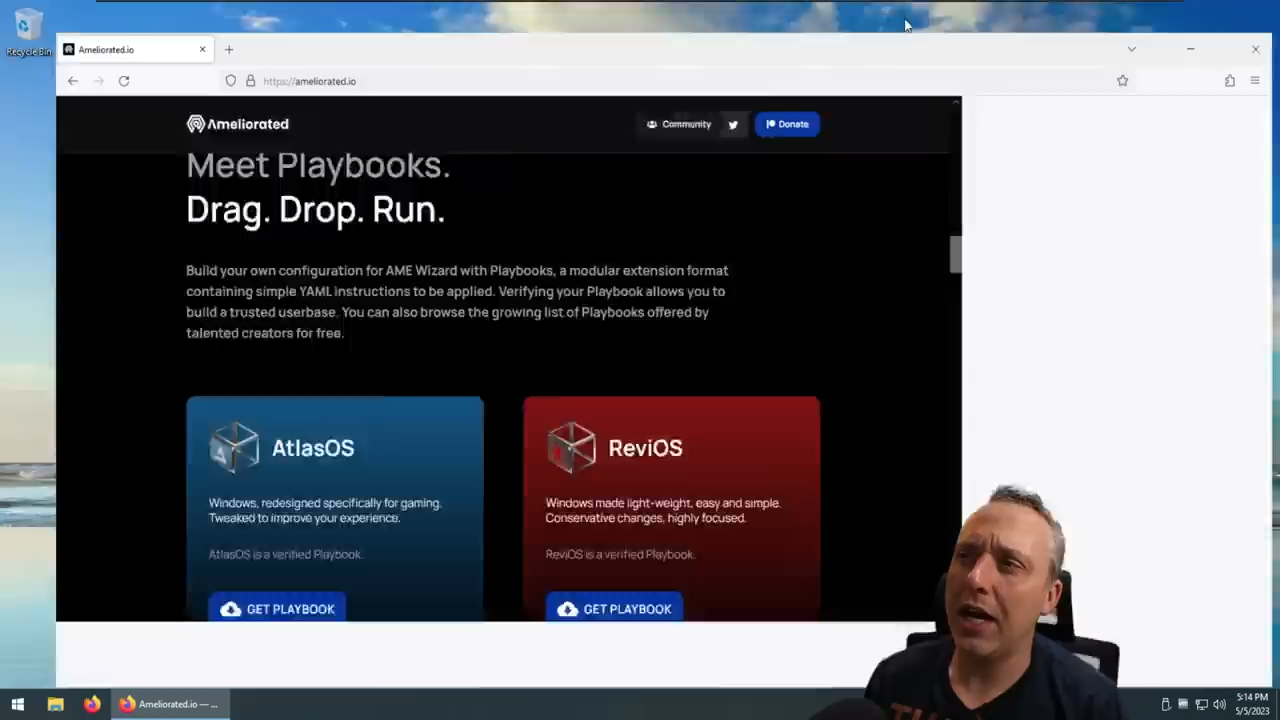 Recycle Bin
Ameliorated.io
https://ameliorated.io
Ameliorated
Community
Donate
Meet Playbooks.
Drag. Drop. Run.
Build your own configuration for AME Wizard with Playbooks, a modular extension format
containing simple YAML instructions to be applied. Verifying your Playbook allows you to
build a trusted userbase. You can also browse the growing list of Playbooks offered by
talented creators for free.
AtlasOS
Windows, redesigned specifically for gaming.
Tweaked to improve your experience.
AtlasOS is a verified Playbook.
GET PLAYBOOK
ReviOS
Windows made light-weight, easy and simple.
Conservative changes, highly focused.
ReviOS is a verified Playbook.
GET PLAYBOOK
Ameliorated.io — ...
5:14 PM
5/5/2023